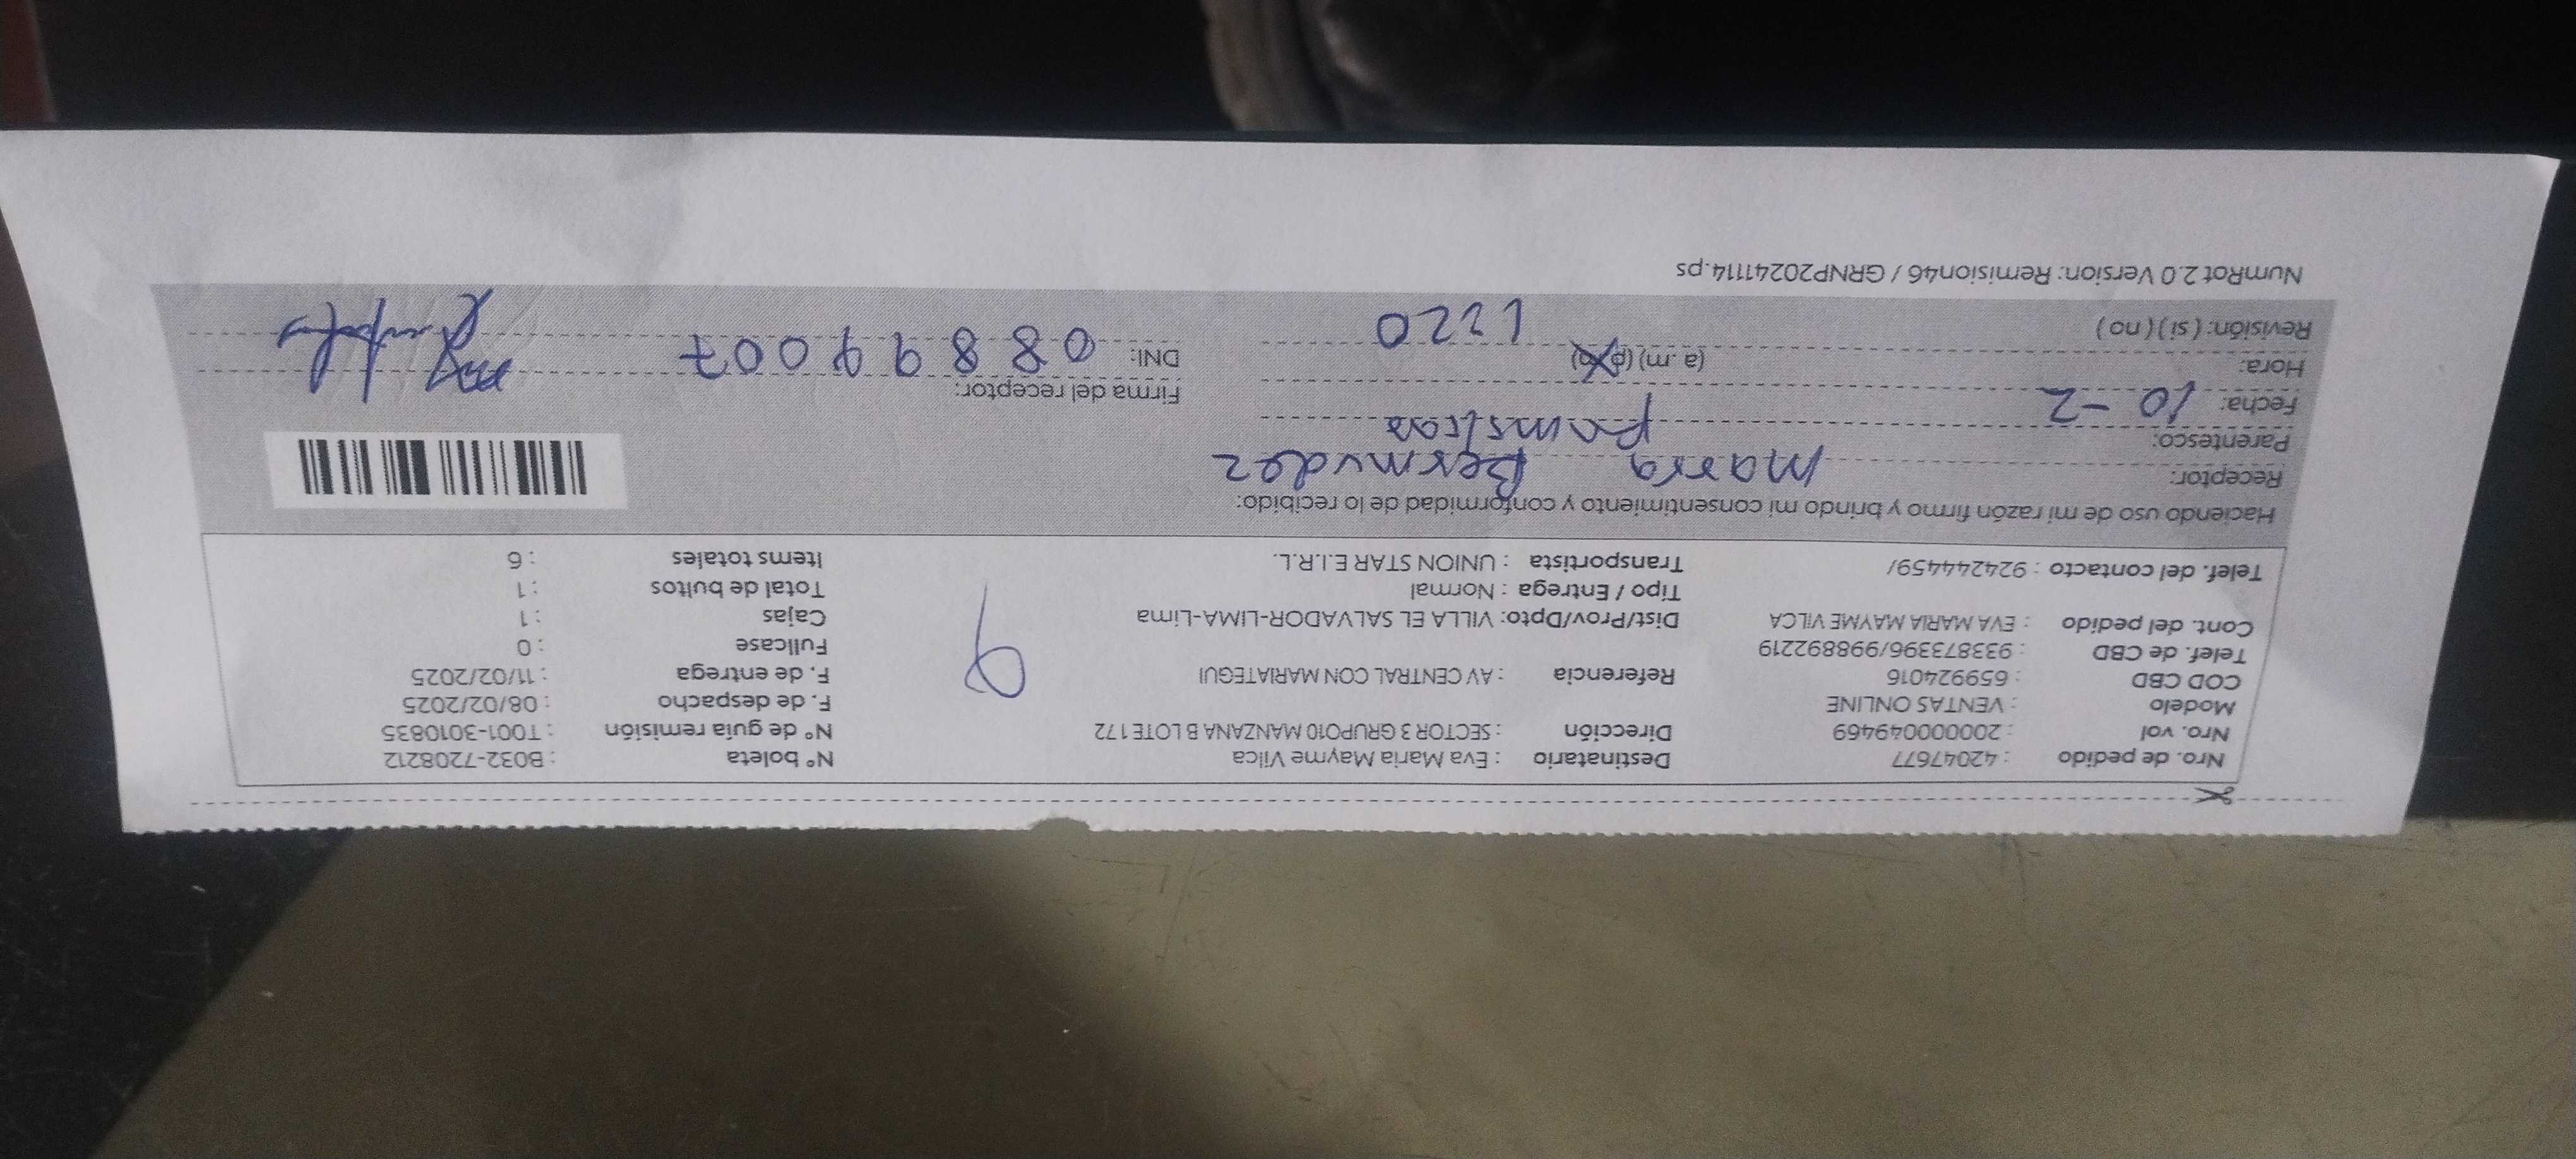 Nro. de pedido : 42047677
Nro. vol : 2000000049469
Modelo : VENTAS ONLINE
COD CBD : 659924016
Telef. de CBD : 933873396/998892219
Cont. del pedido : EVA MARIA MAYME VILCA
Telef. del contacto : 924244459/
Destinatario : Eva Maria Mayme Vilca
Dirección : SECTOR 3 GRUPO10 MANZANA B LOTE 172
Referencia : AV CENTRAL CON MARIATEGUI
Dist/Prov/Dpto: VILLA EL SALVADOR-LIMA-Lima
Tipo / Entrega : Normal
Transportista : UNION STAR E.I.R.L.
9
N° boleta : B032-7208212
N° de guía remisión : T001-3010835
F. de despacho : 08/02/2025
F. de entrega : 11/02/2025
Fullcase : 0
Cajas : 1
Total de bultos : 1
Items totales : 6
Haciendo uso de mi razón firmo y brindo mi consentimiento y conformidad de lo recibido:
Receptor: Maria Bermudez
Parentesco:
Fecha: 10-2
Hora: (a.m) (p.m)
Revisión: (si) (no)
Firma del receptor:
DNI: 08899007
NumRot 2.0 Version: Remision46 / GRNP20241114.ps